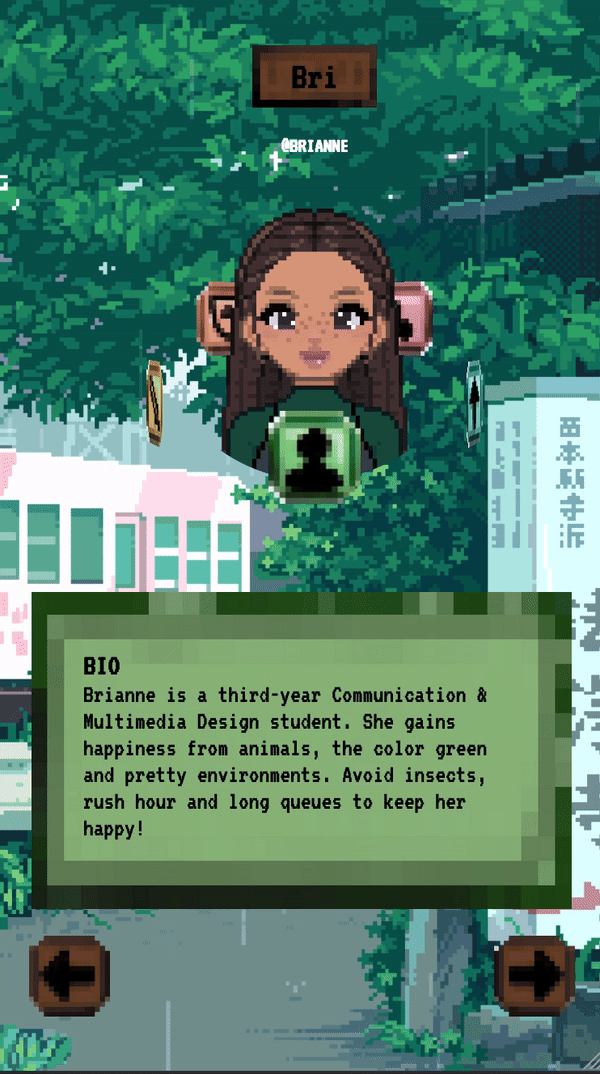 Bri
@BRIANNE
西本願寺派
BIO
Brianne is a third-year Communication &
Multimedia Design student. She gains
happiness from animals, the color green
and pretty environments. Avoid insects,
rush hour and long queues to keep her
happy!